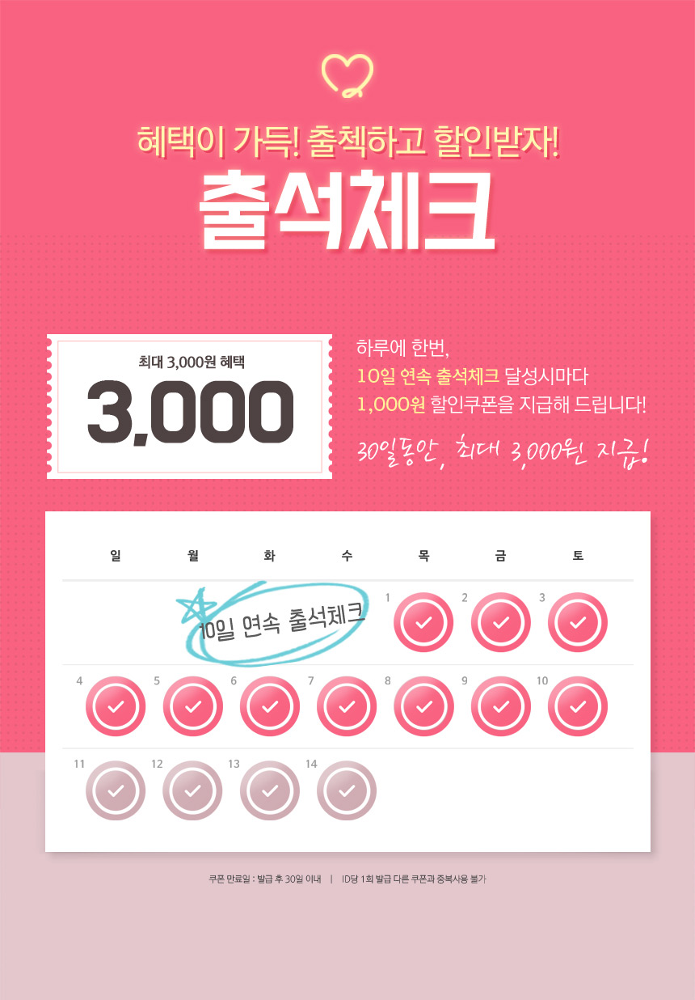 혜택이 가득! 출첵하고 할인받자!
출석체크
최대 3,000원 혜택
3,000
하루에 한번,
10일 연속 출석체크 달성시마다
1,000원 할인쿠폰을 지급해 드립니다!
30일동안, 최대 3,000원 지급!
일 월 화 수 목 금 토
10일 연속 출석체크
1 2 3
4 5 6 7 8 9 10
11 12 13 14
쿠폰 만료일 : 발급 후 30일 이내 | ID당 1회 발급 다른 쿠폰과 중복사용 불가